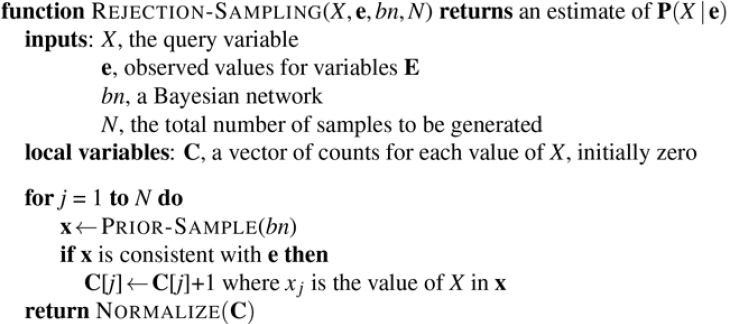 function REJECTION-SAMPLING(X, e, bn, N) returns an estimate of P(X | e)
inputs: X, the query variable
e, observed values for variables E
bn, a Bayesian network
N, the total number of samples to be generated
local variables: C, a vector of counts for each value of X, initially zero
for j = 1 to N do
x ← PRIOR-SAMPLE(bn)
if x is consistent with e then
C[j] ← C[j]+1 where xj is the value of X in x
return NORMALIZE(C)